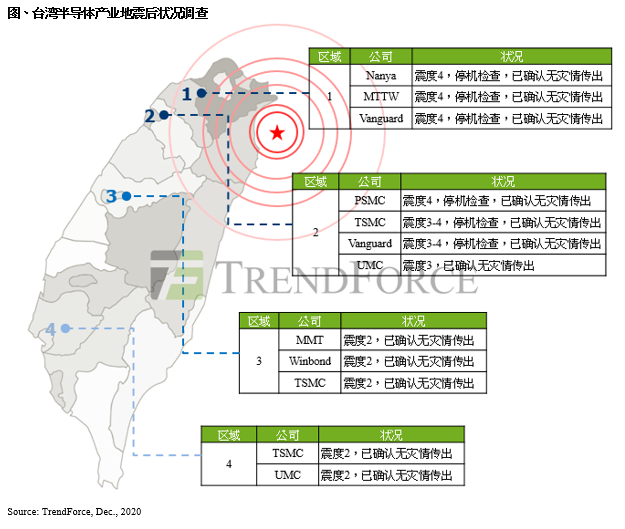 图、台湾半导体产业地震后状况调查
1
2
3
4
区域 公司 状况
1
Nanya 震度4，停机检查，已确认无灾情传出
MTTW 震度4，停机检查，已确认无灾情传出
Vanguard 震度4，停机检查，已确认无灾情传出
区域 公司 状况
2
PSMC 震度4，停机检查，已确认无灾情传出
TSMC 震度3-4，停机检查，已确认无灾情传出
Vanguard 震度3-4，停机检查，已确认无灾情传出
UMC 震度3，已确认无灾情传出
TRENDFORCE
区域 公司 状况
3
MMT 震度2，已确认无灾情传出
Winbond 震度2，已确认无灾情传出
TSMC 震度2，已确认无灾情传出
区域 公司 状况
4
TSMC 震度2，已确认无灾情传出
UMC 震度2，已确认无灾情传出
Source: TrendForce, Dec., 2020